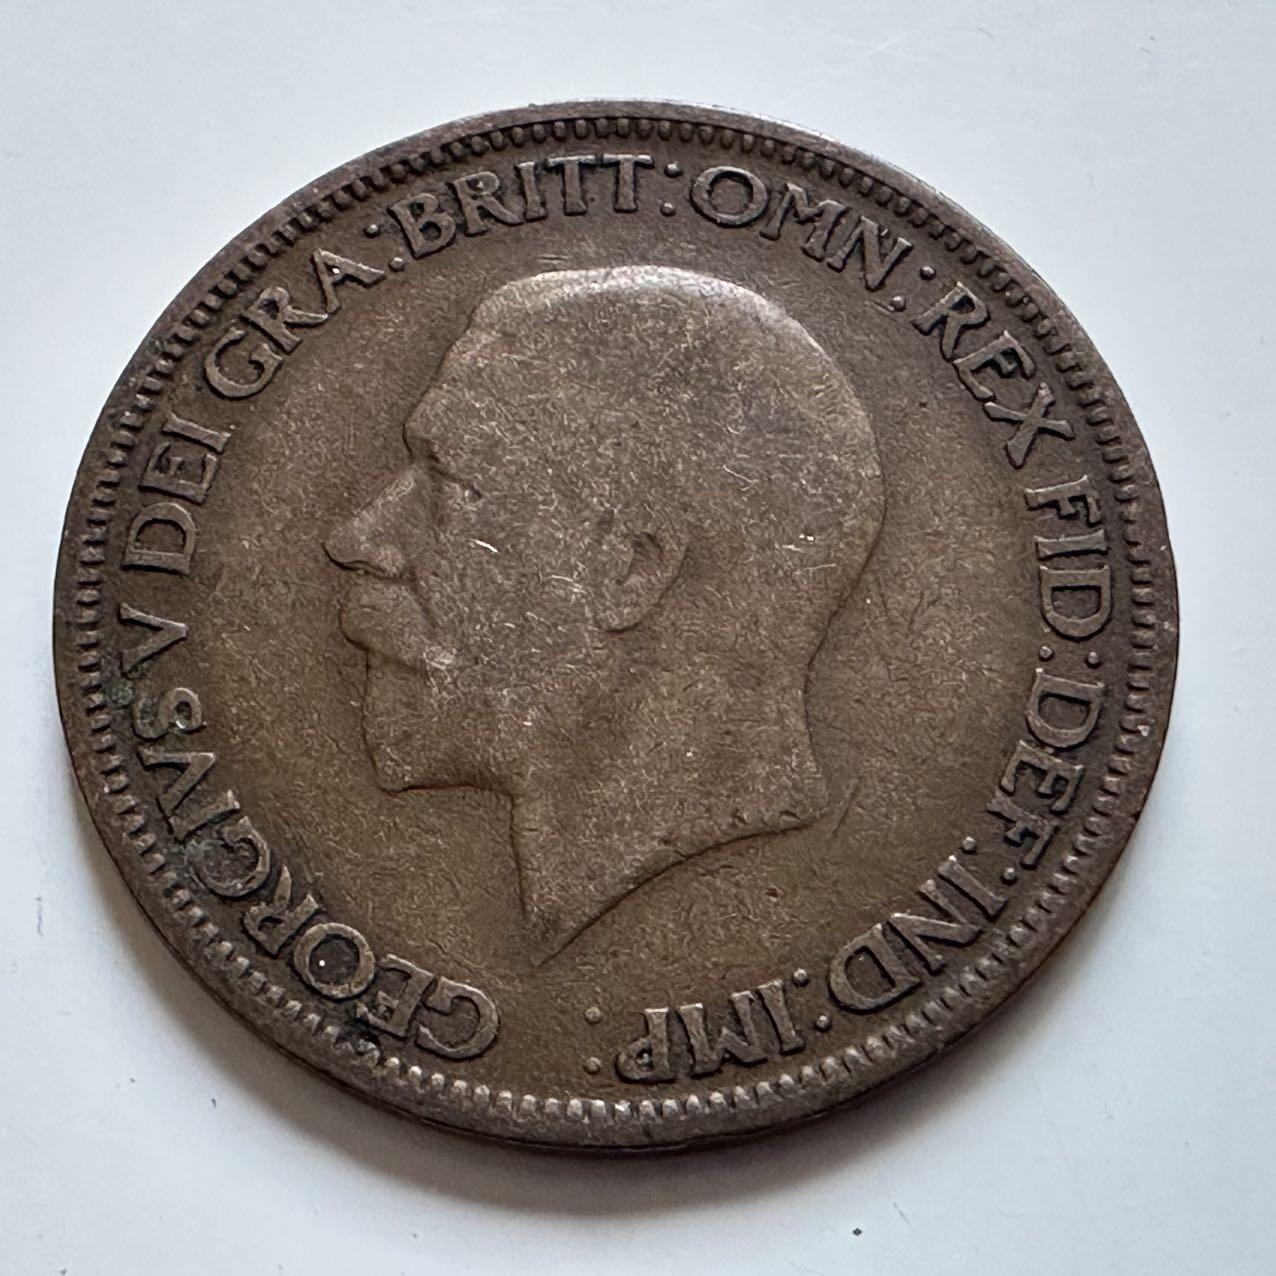 GEORGIVS V DEI GRA: BRITT: OMN: REX FID: DEF: IND: IMP: